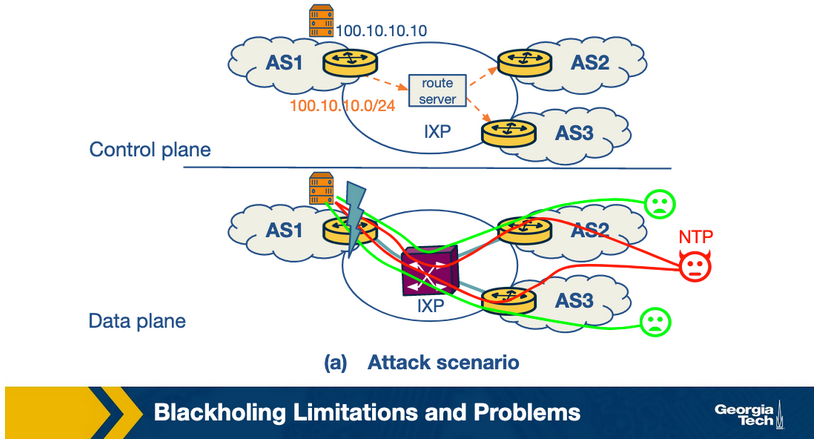 100.10.10.10
AS1
AS2
route
server
100.10.10.0/24
IXP
AS3
Control plane
AS1
AS2
NTP
IXP
AS3
Data plane
(a) Attack scenario
Blackholing Limitations and Problems
Georgia
Tech